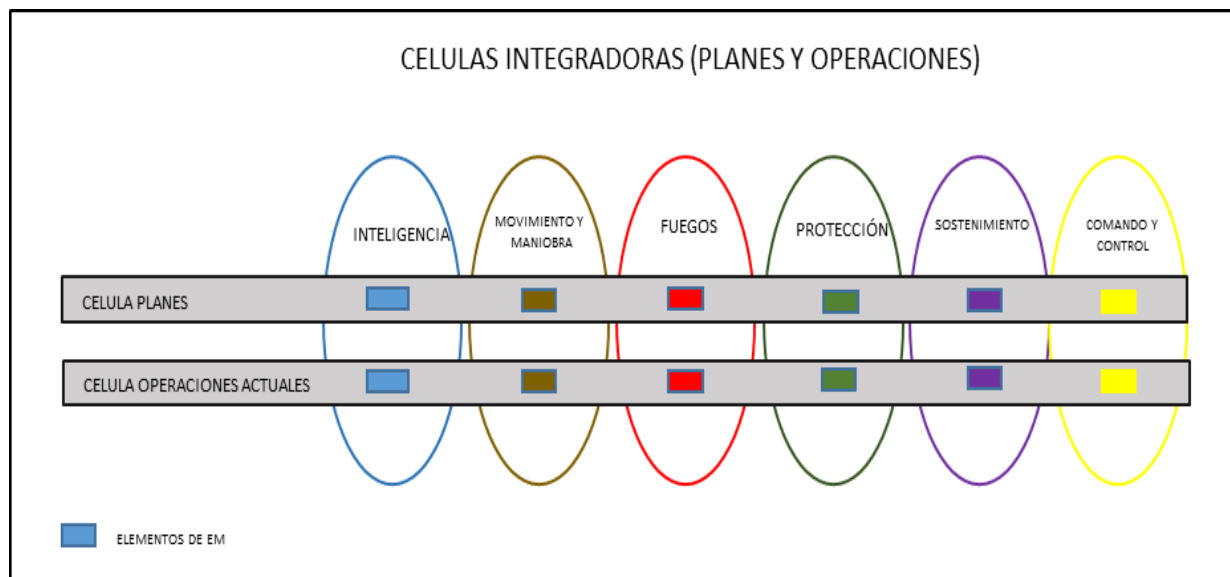 CELULAS INTEGRADORAS (PLANES Y OPERACIONES)
INTELIGENCIA
MOVIMIENTO Y
MANIOBRA
FUEGOS
PROTECCIÓN
SOSTENIMIENTO
COMANDO Y
CONTROL
CELULA PLANES
CELULA OPERACIONES ACTUALES
ELEMENTOS DE EM